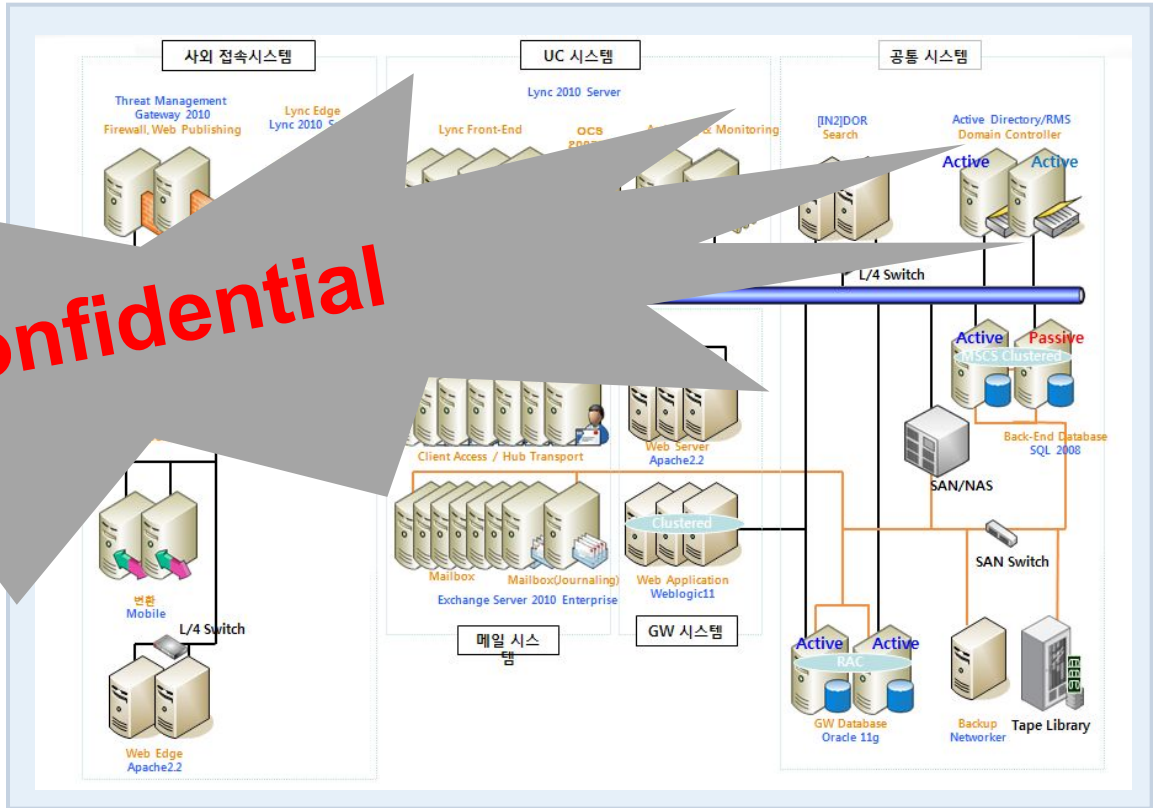 사외 접속시스템
UC 시스템
공통 시스템
Threat Management
Gateway 2010
Firewall, Web Publishing
Lync Edge
Lync 2010
Lync 2010 Server
Lync Front-End
OCS
& Monitoring
[IN2]DOR
Search
Active Directory/RMS
Domain Controller
Active
Active
L/4 Switch
onfidential
Active
Passive
MSCS Clustered
Back-End Database
SQL 2008
SAN/NAS
Client Access / Hub Transport
Web Server
Apache2.2
Clustered
SAN Switch
Mailbox
Mailbox(Journaling)
Exchange Server 2010 Enterprise
Web Application
Weblogic11
변환
Mobile
L/4 Switch
메일 시스
템
GW 시스템
Active
Active
RAC
GW Database
Oracle 11g
Backup
Networker
Tape Library
Web Edge
Apache2.2